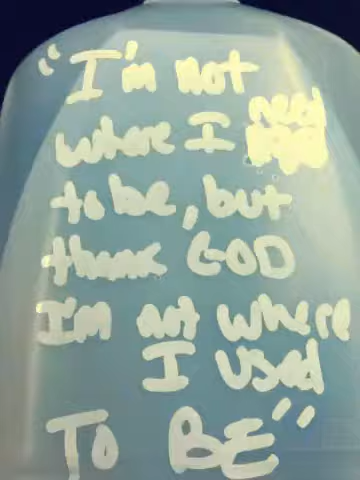 "I'm not
where I need
to be, but
thank GOD
I'm not where
I used
TO BE"